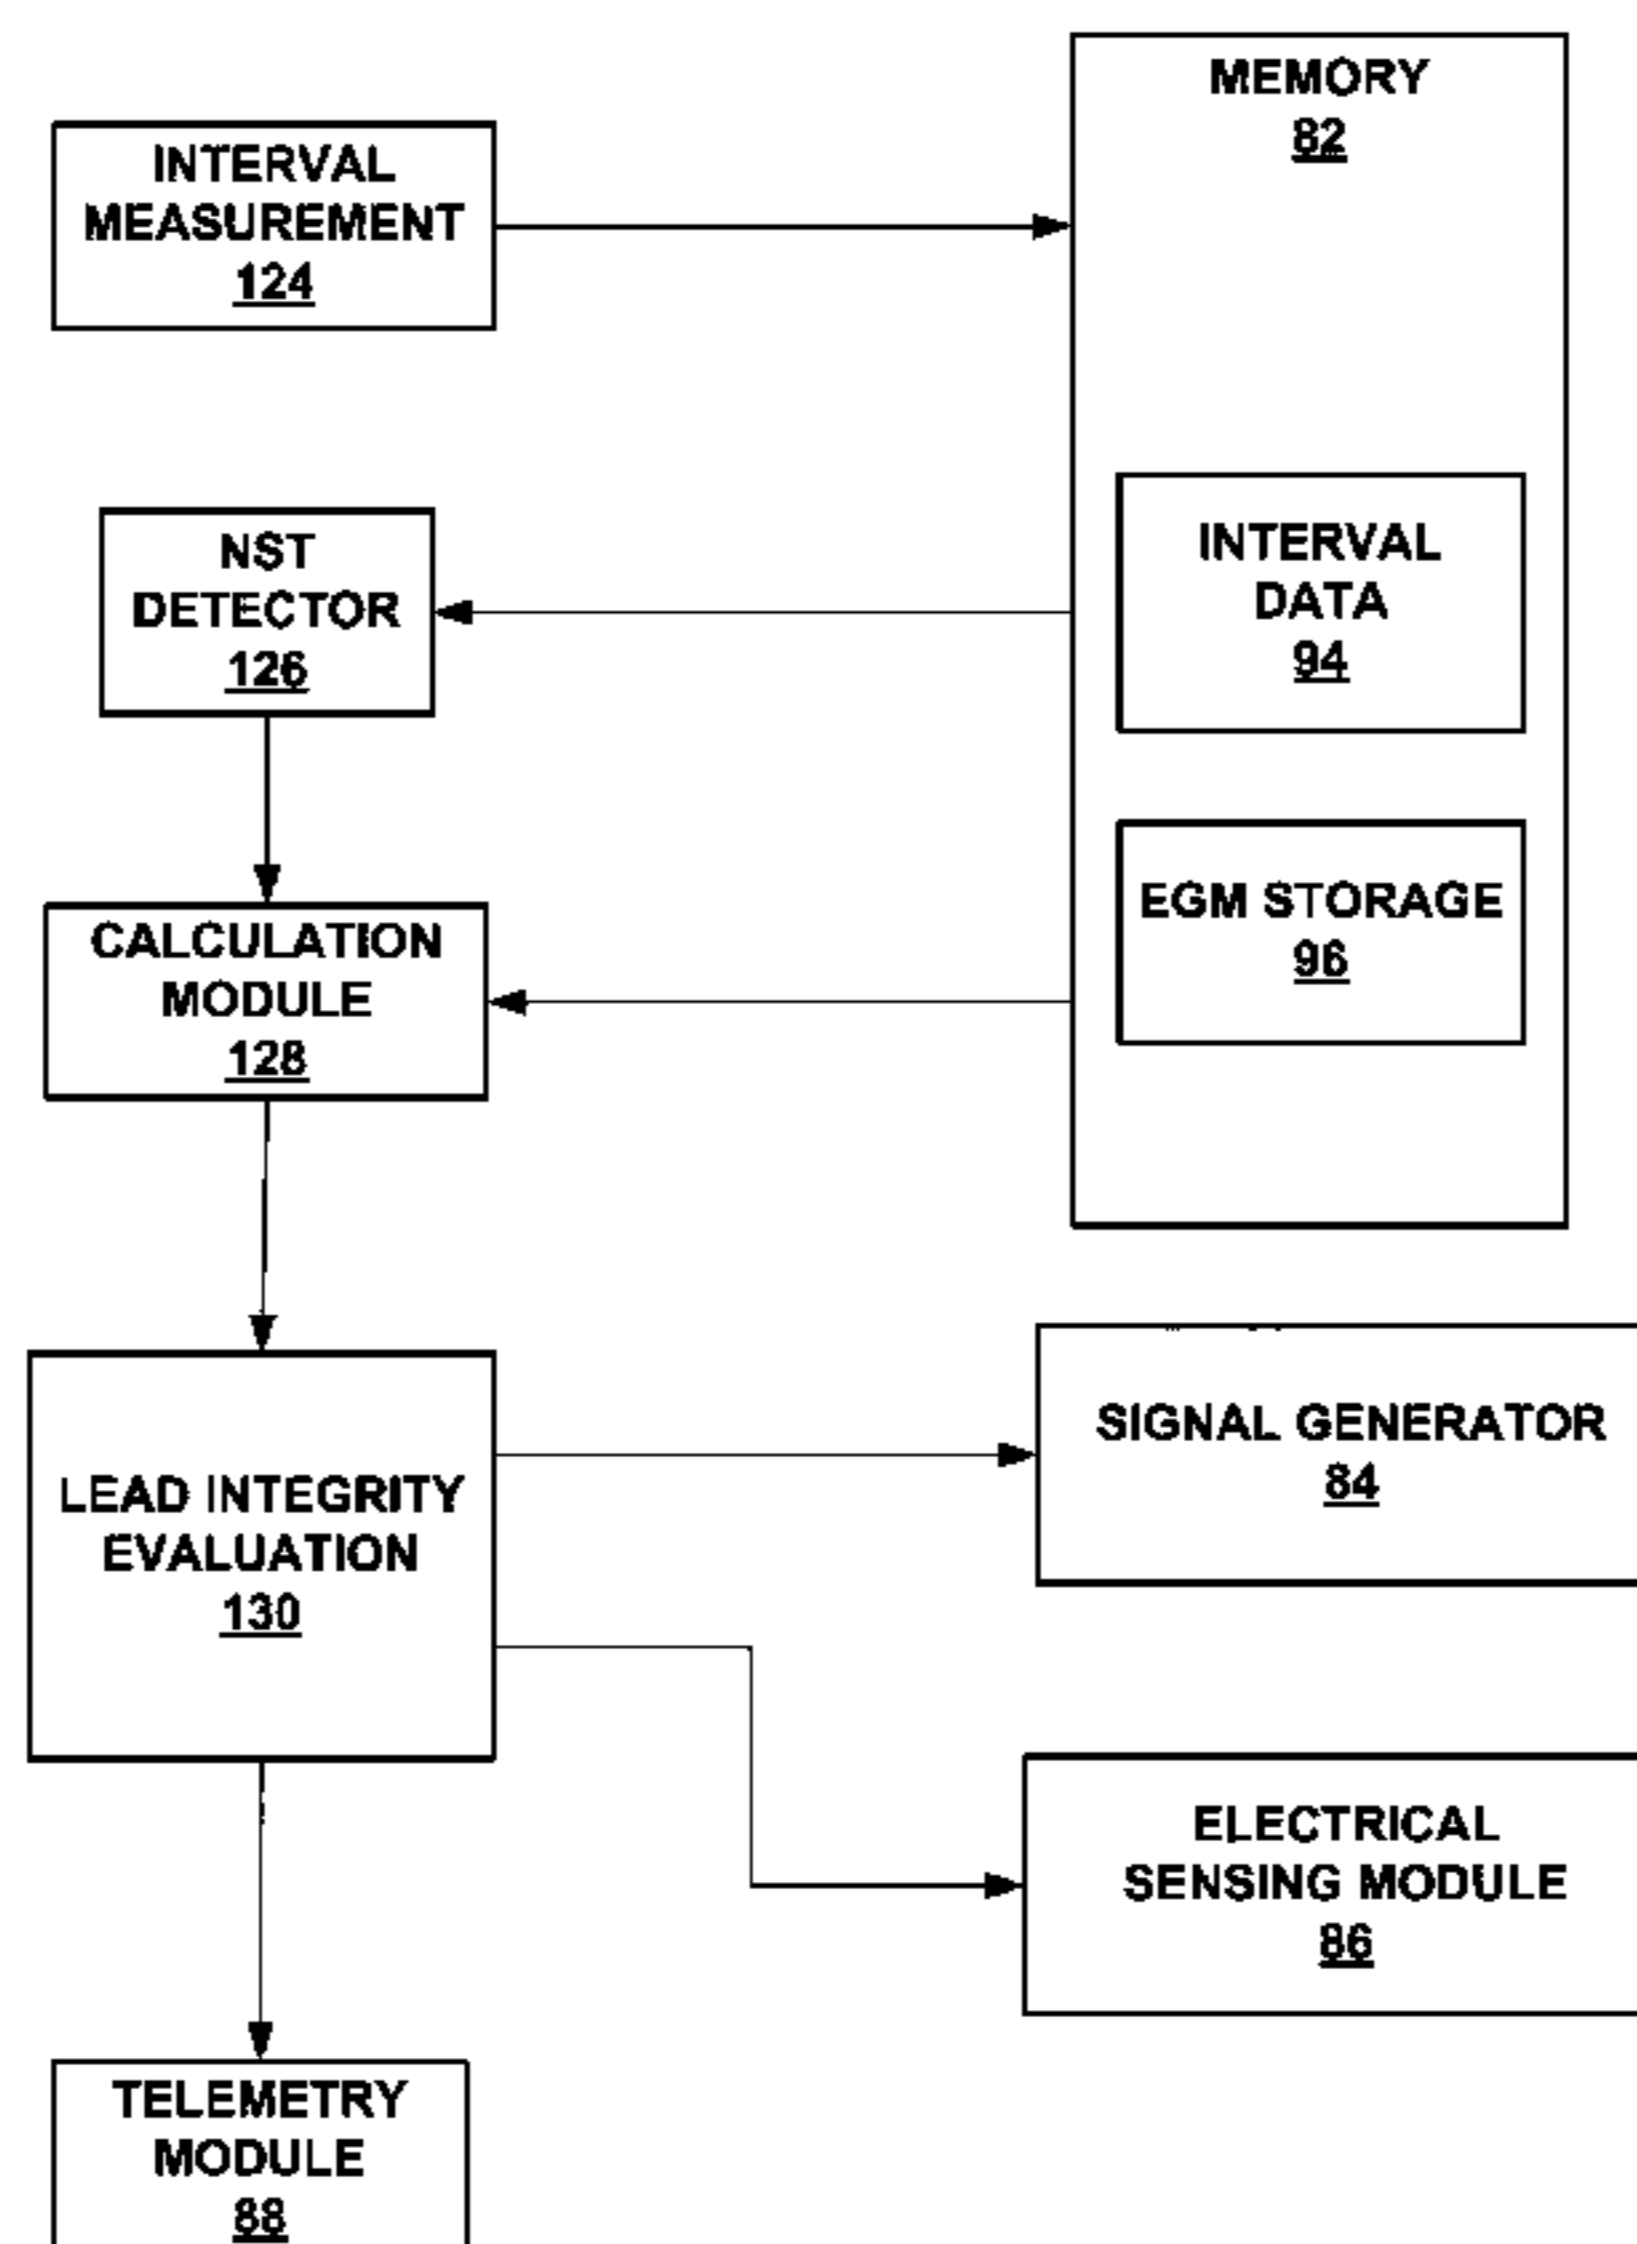 MEMORY
82
INTERVAL
MEASUREMENT
124
INTERVAL
DATA
94
NST
DETECTOR
126
EGM STORAGE
96
CALCULATION
MODULE
128
SIGNAL GENERATOR
84
LEAD INTEGRITY
EVALUATION
130
ELECTRICAL
SENSING MODULE
86
TELEMETRY
MODULE
88